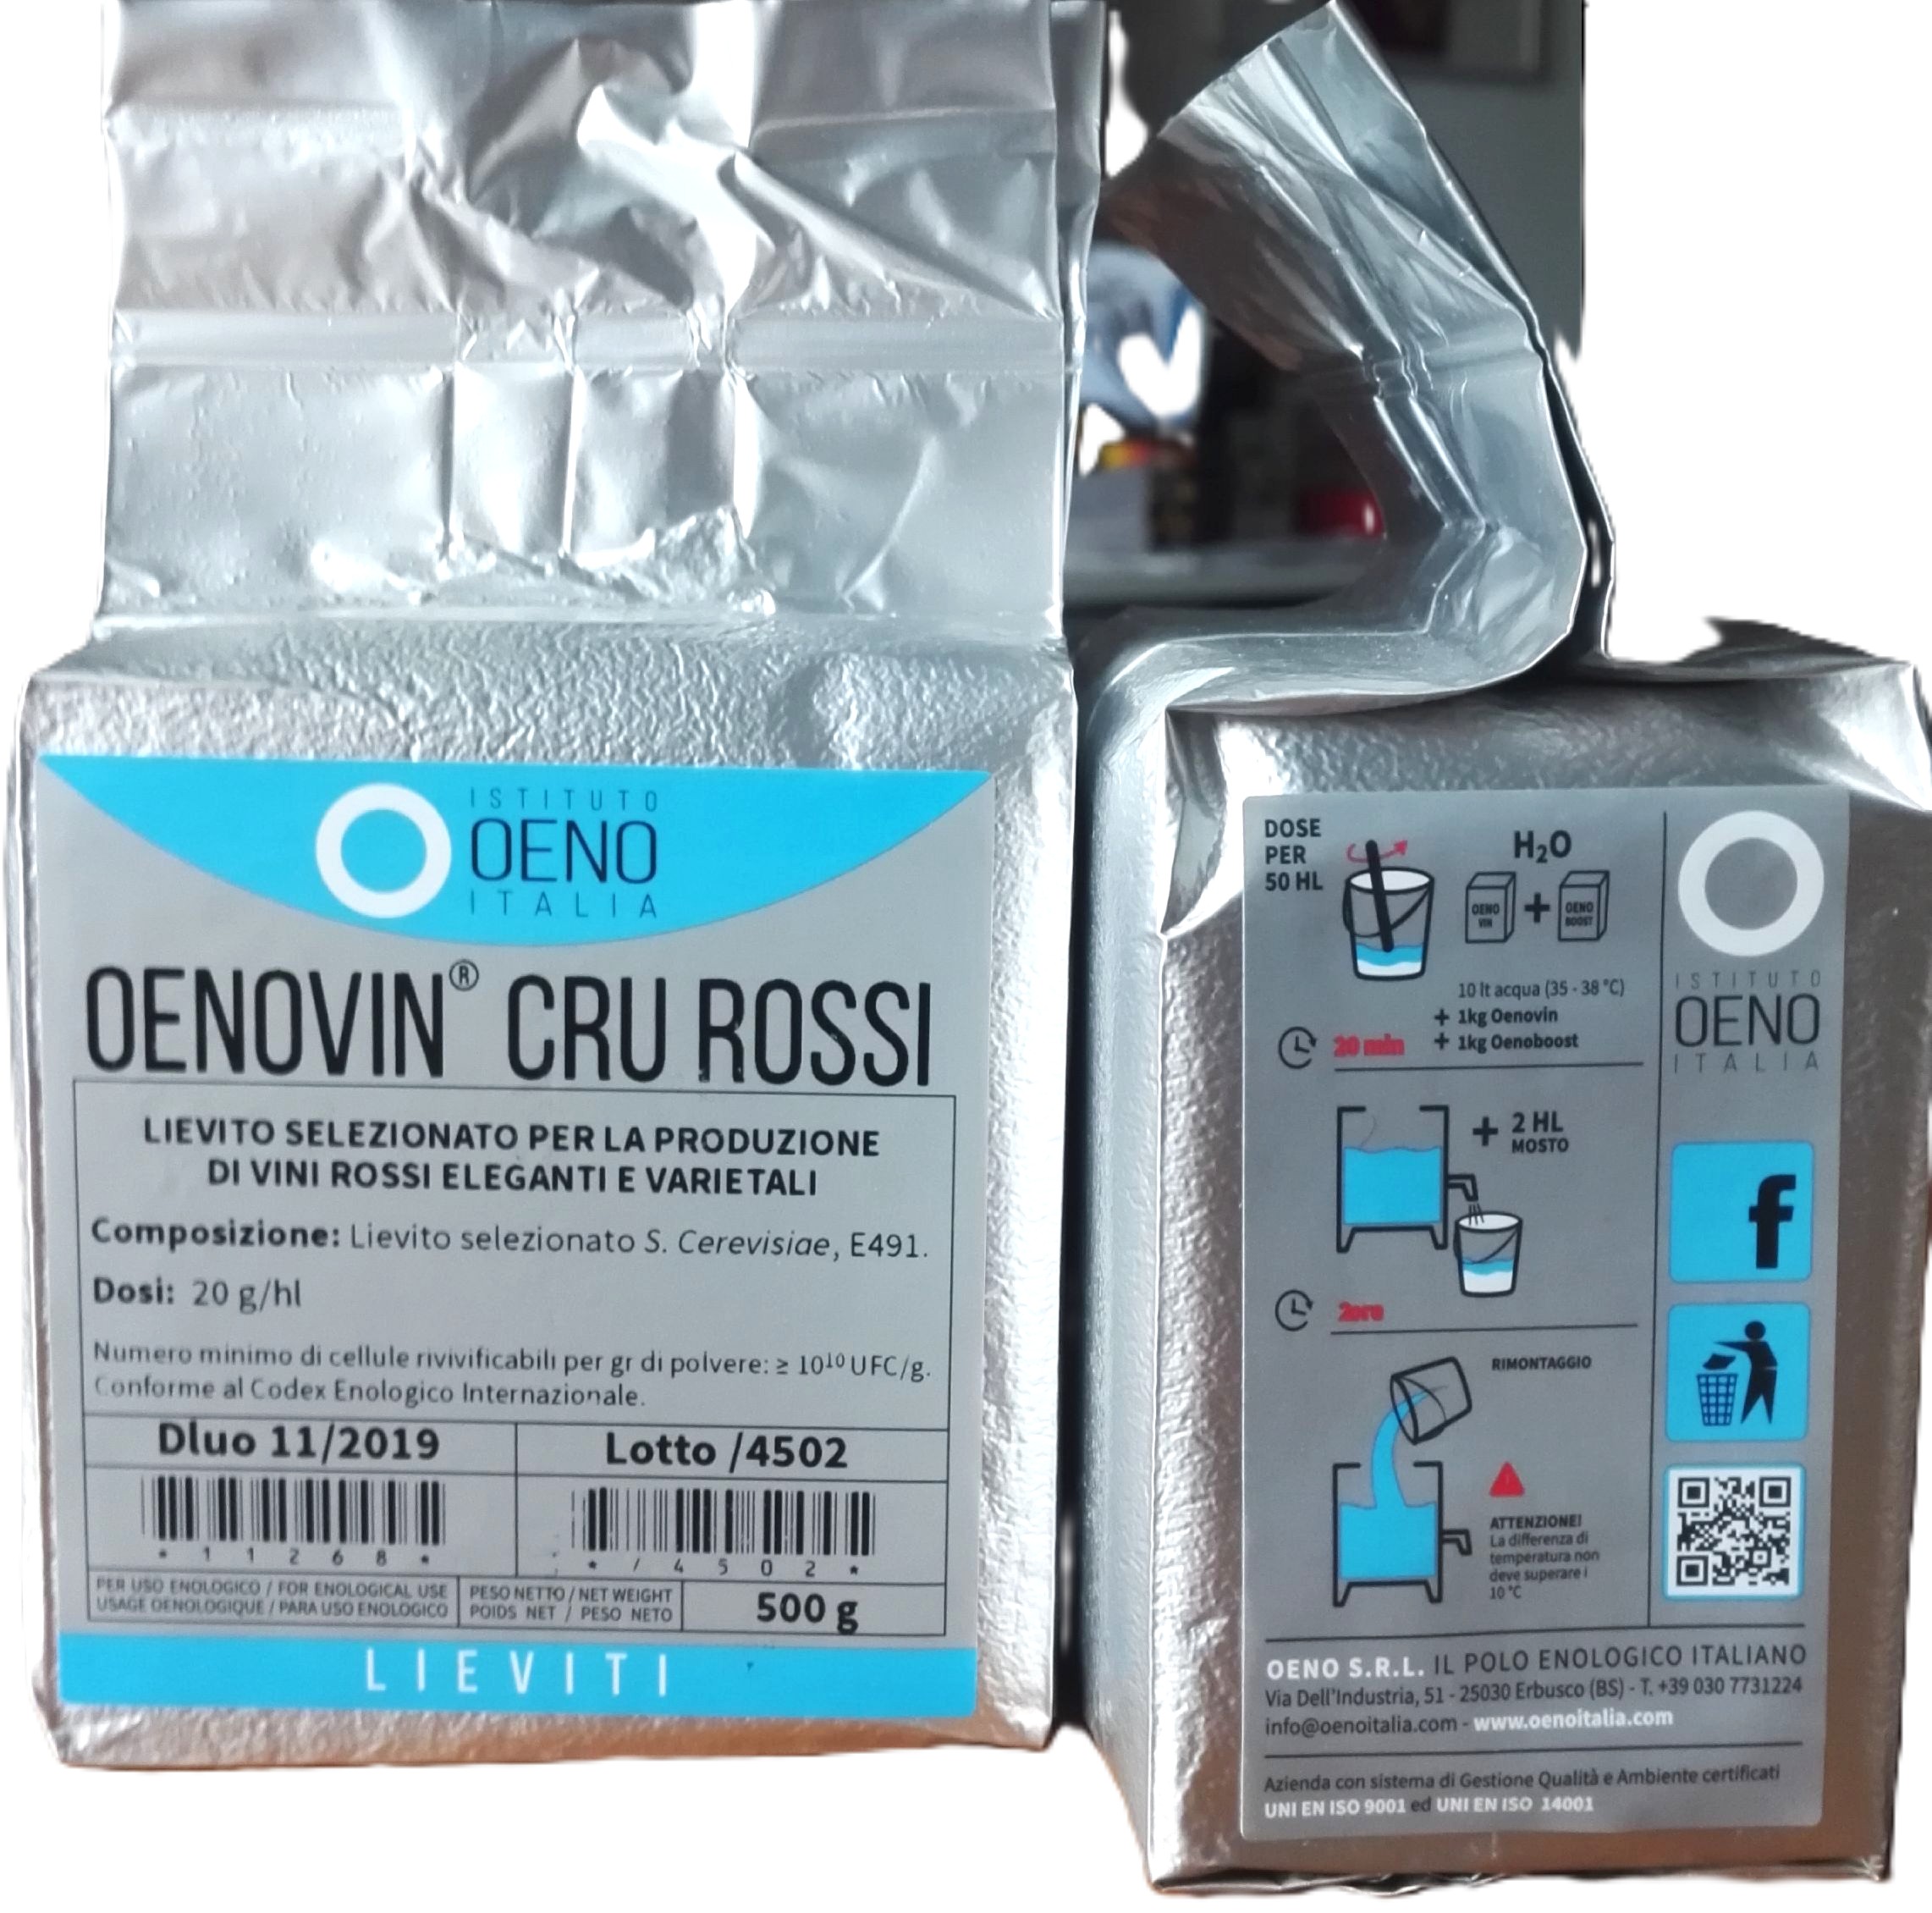 ISTITUTO
OENO
ITALIA
OENOVIN® CRU ROSSI
LIEVITO SELEZIONATO PER LA PRODUZIONE
DI VINI ROSSI ELEGANTI E VARIETALI
Composizione: Lievito selezionato S. Cerevisiae, E491.
Dosi: 20 g/hl
Numero minimo di cellule rivivificabili per gr di polvere: ≥ 10¹⁰ UFC/g.
Conforme al Codex Enologico Internazionale.
Dluo 11/2019
Lotto /4502
* 1 1 2 6 8 *
* / 4 5 0 2 *
PER USO ENOLOGICO / FOR ENOLOGICAL USE
USAGE OENOLOGIQUE / PARA USO ENOLOGICO
PESO NETTO / NET WEIGHT
POIDS NET / PESO NETO
500 g
LIEVITI
DOSE
PER
50 HL
H₂O
OENO
VIN
+
OENO
BOOST
10 lt acqua (35 - 38 °C)
+ 1kg Oenovin
+ 1kg Oenoboost
20 min
+ 2 HL
MOSTO
2ore
RIMONTAGGIO
ATTENZIONE!
La differenza di
temperatura non
deve superare i
10 °C
ISTITUTO
OENO
ITALIA
f
OENO S.R.L. IL POLO ENOLOGICO ITALIANO
Via Dell'Industria, 51 - 25030 Erbusco (BS) - T. +39 030 7731224
info@oenoitalia.com - www.oenoitalia.com
Azienda con sistema di Gestione Qualità e Ambiente certificati
UNI EN ISO 9001 ed UNI EN ISO 14001